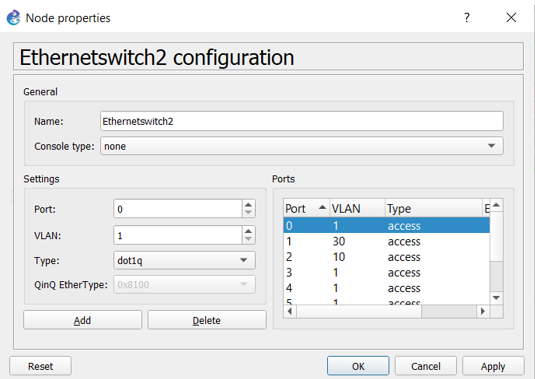 Node properties
?
Ethernetswitch2 configuration
General
Name: Ethernetswitch2
Console type: none
Settings
Port: 0
VLAN: 1
Type: dot1q
QinQ EtherType: 0x8100
Add Delete
Ports
Port VLAN Type E
0 1 access
1 30 access
2 10 access
3 1 access
4 1 access
5 1 access
Reset OK Cancel Apply